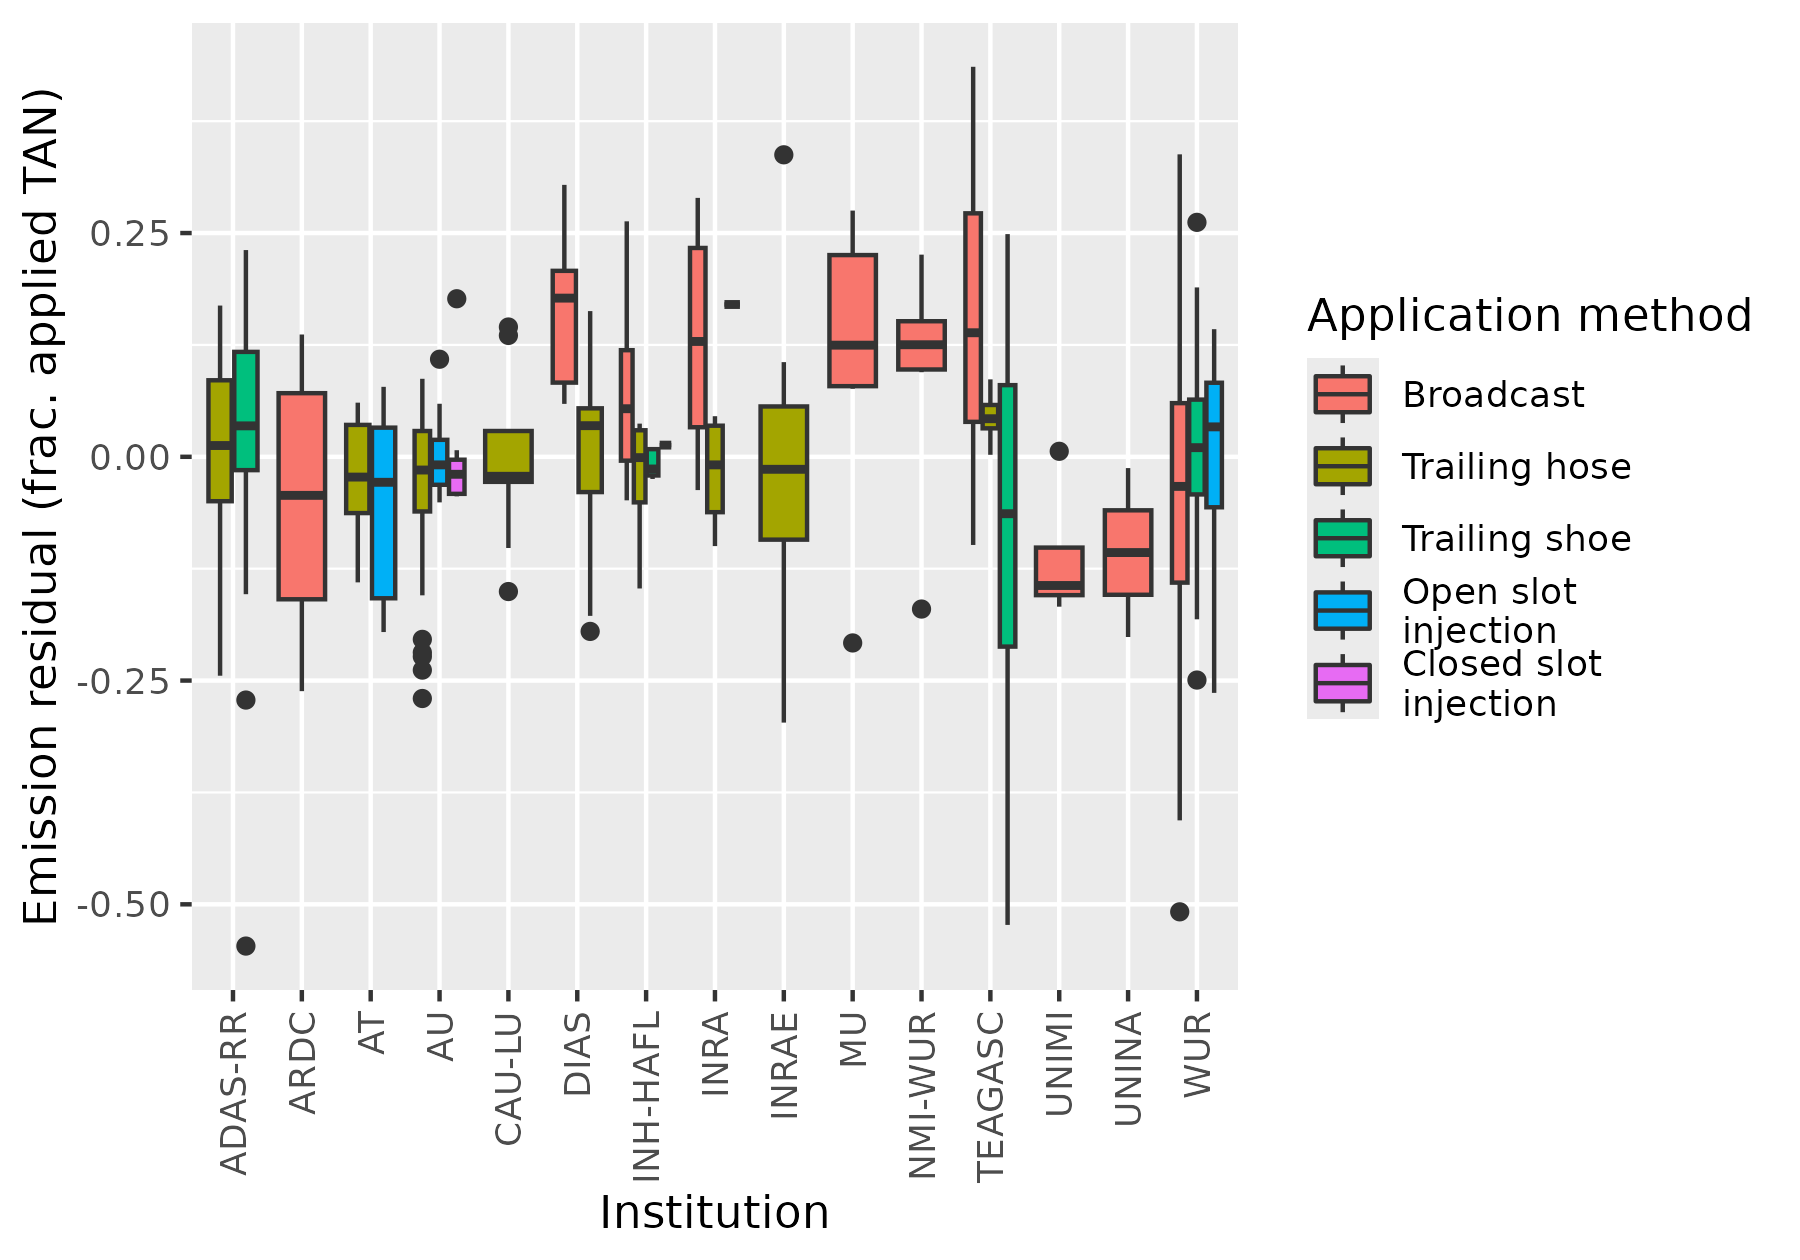 Emission residual (frac. applied TAN)
0.25
0.00
-0.25
-0.50
ADAS-RR
ARDC
AT
AU
CAU-LU
DIAS
INH-HAFL
INRA
INRAE
MU
NMI-WUR
TEAGASC
UNIMI
UNINA
WUR
Institution
Application method
Broadcast
Trailing hose
Trailing shoe
Open slot
injection
Closed slot
injection